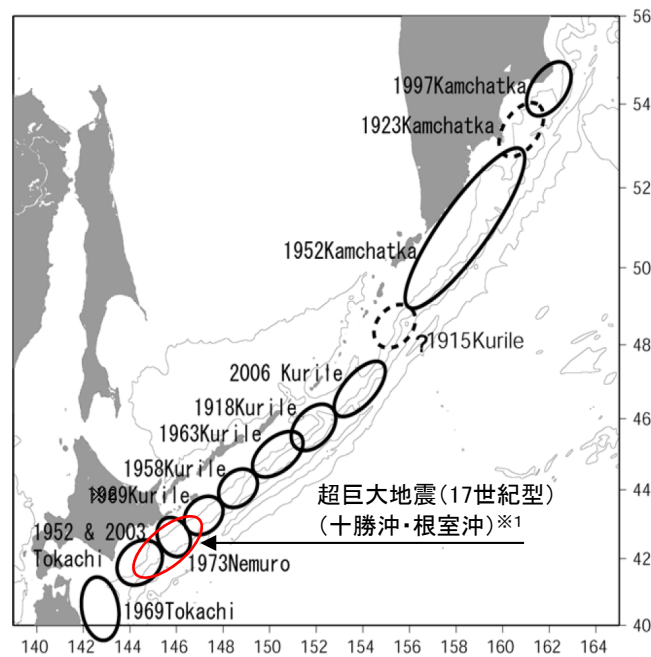 56
1997Kamchatka
54
1923Kamchatka
52
1952Kamchatka
50
?1915Kurile
48
2006 Kurile
1918Kurile
46
1963Kurile
1958Kurile
44
超巨大地震(17世紀型)
(十勝沖・根室沖)※1
1952 & 2003
Tokachi
42
1973Nemuro
1969Tokachi
40
140 142 144 146 148 150 152 154 156 158 160 162 164